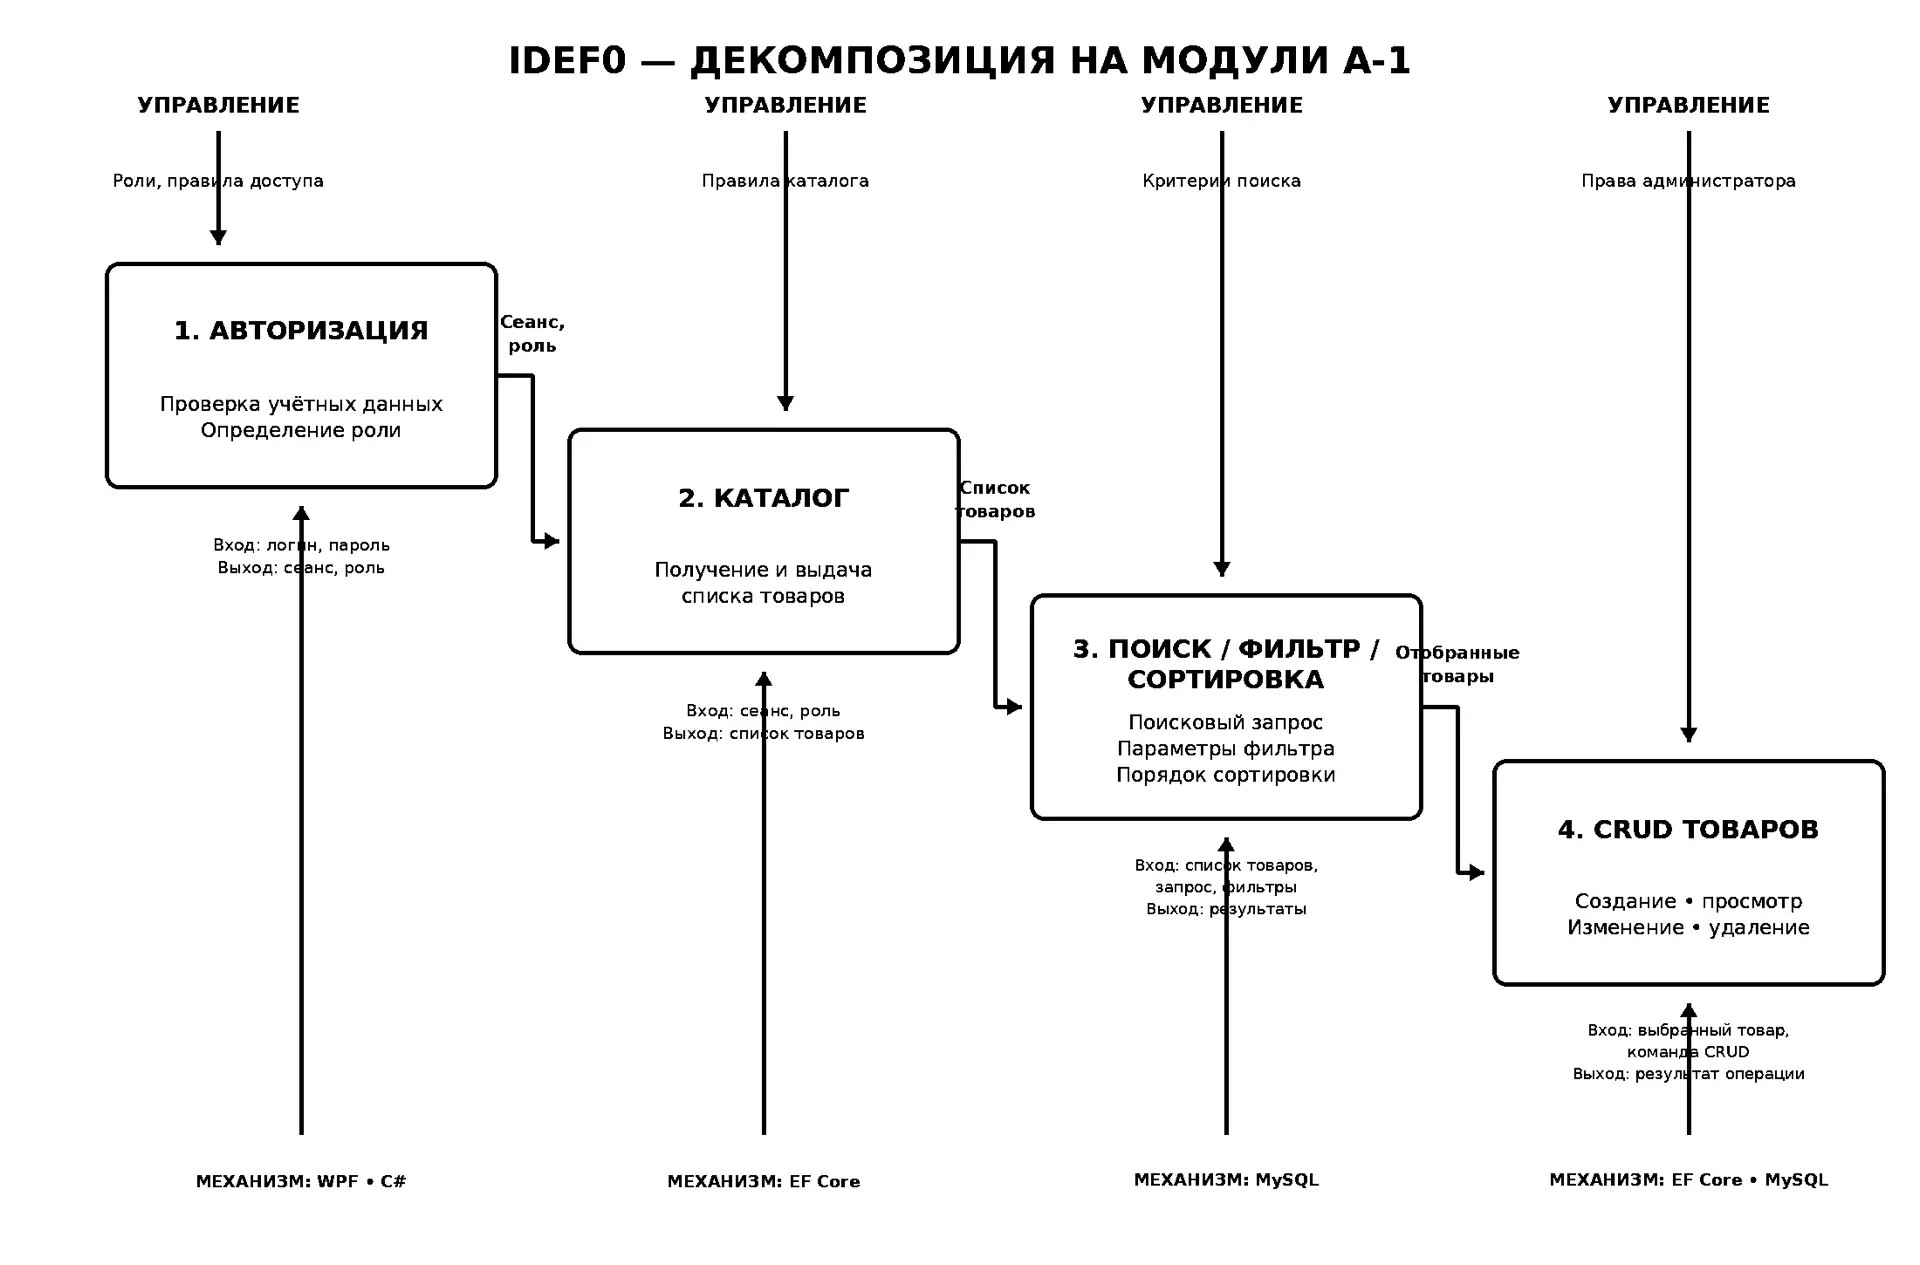 IDEF0 — ДЕКОМПОЗИЦИЯ НА МОДУЛИ А-1
УПРАВЛЕНИЕ
УПРАВЛЕНИЕ
УПРАВЛЕНИЕ
УПРАВЛЕНИЕ
Роли, правила доступа
Правила каталога
Критерии поиска
Права администратора
1. АВТОРИЗАЦИЯ
Проверка учётных данных
Определение роли
Сеанс,
роль
Вход: логин, пароль
Выход: сеанс, роль
2. КАТАЛОГ
Получение и выдача
списка товаров
Список
товаров
Вход: сеанс, роль
Выход: список товаров
3. ПОИСК / ФИЛЬТР /
СОРТИРОВКА
Поисковый запрос
Параметры фильтра
Порядок сортировки
Отобранные
товары
Вход: список товаров,
запрос, фильтры
Выход: результаты
4. CRUD ТОВАРОВ
Создание • просмотр
Изменение • удаление
Вход: выбранный товар,
команда CRUD
Выход: результат операции
МЕХАНИЗМ: WPF • C#
МЕХАНИЗМ: EF Core
МЕХАНИЗМ: MySQL
МЕХАНИЗМ: EF Core • MySQL